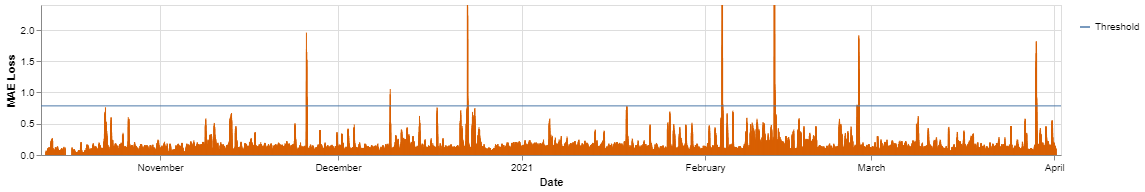 2.0
1.5
1.0
0.5
0.0
MAE Loss
November
December
2021
February
March
April
Date
Threshold